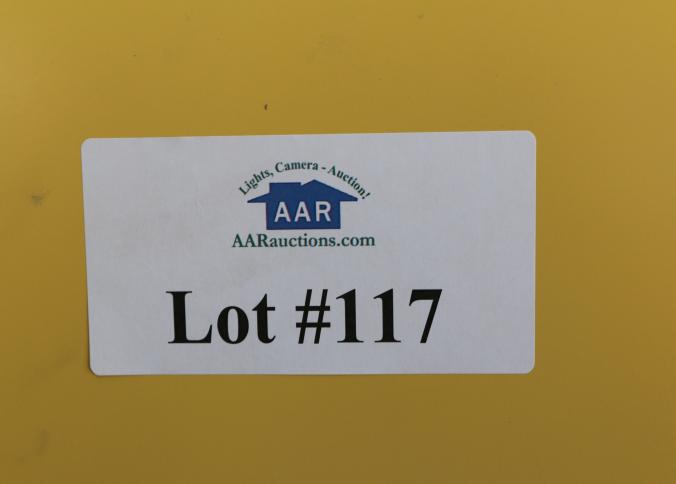 Lights, Camera - Auction!
AAR
AARauctions.com
Lot #117